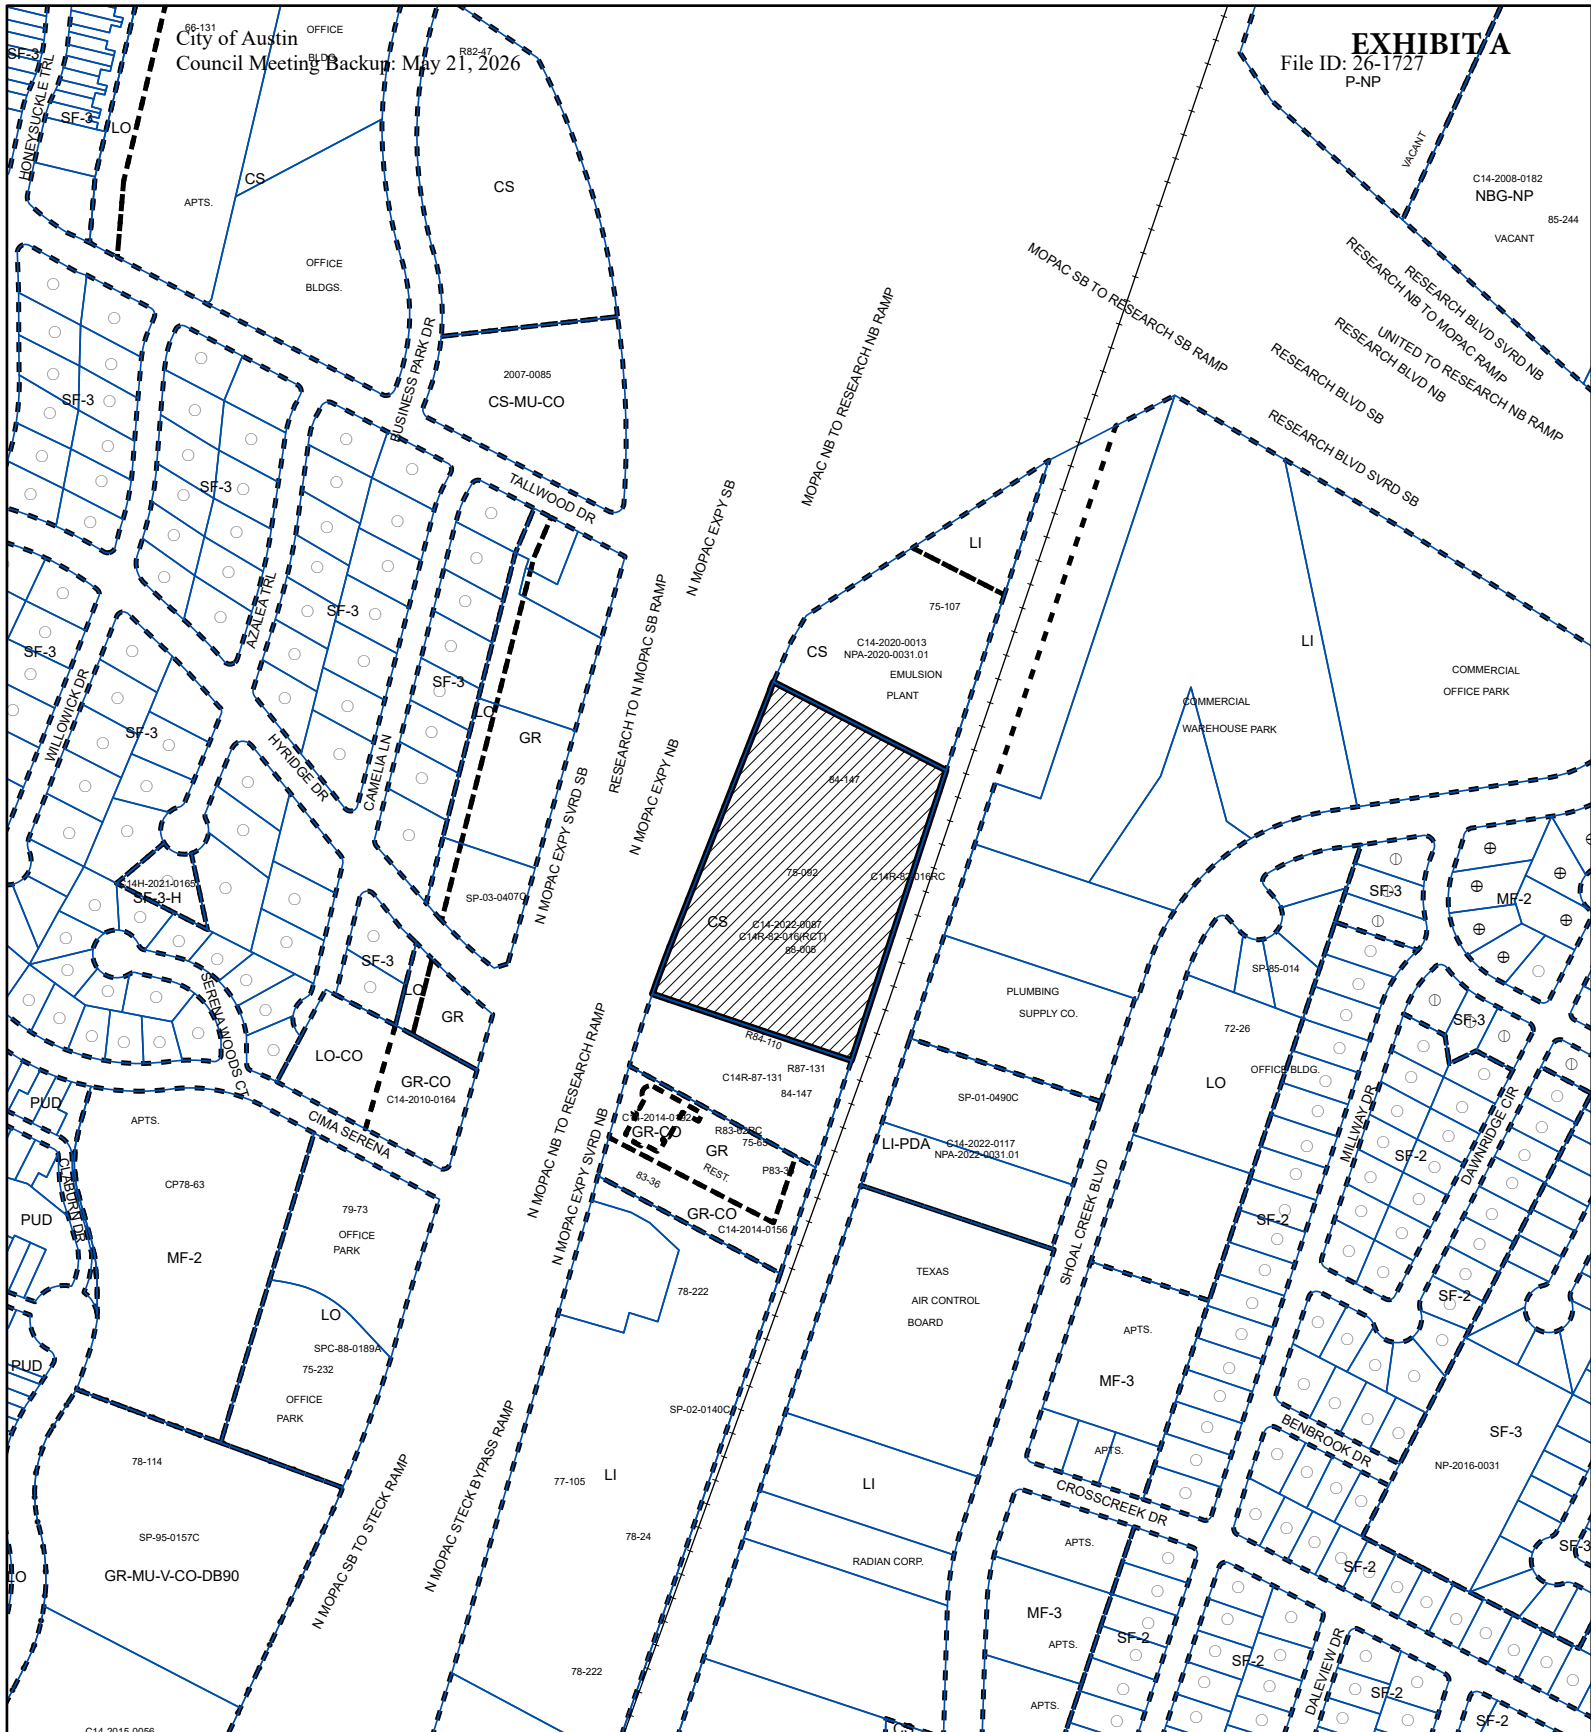 City of Austin
Council Meeting Backup: May 21, 2026
EXHIBIT A
File ID: 26-1727
P-NP
66-131
OFFICE
BLDG.
R82-47
SF-3
HONEYSUCKLE TRL
SF-3
LO
CS
CS
APTS.
OFFICE
BLDGS.
VACANT
C14-2008-0182
NBG-NP
85-244
VACANT
RESEARCH BLVD SVRD NB
RESEARCH NB TO MOPAC RAMP
UNITED TO RESEARCH NB RAMP
RESEARCH BLVD NB
RESEARCH BLVD SB
RESEARCH BLVD SVRD SB
MOPAC SB TO RESEARCH SB RAMP
MOPAC NB TO RESEARCH NB RAMP
BUSINESS PARK DR
2007-0085
CS-MU-CO
TALLWOOD DR
SF-3
SF-3
SF-3
SF-3
SF-3
SF-3
AZALEA TRL
WILLOWICK DR
HYRIDGE DR
CAMELIA LN
LO
GR
N MOPAC EXPY SB
RESEARCH TO N MOPAC SB RAMP
N MOPAC EXPY NB
N MOPAC EXPY SVRD SB
LI
75-107
C14-2020-0013
NPA-2020-0031.01
CS
EMULSION
PLANT
LI
COMMERCIAL
OFFICE PARK
COMMERCIAL
WAREHOUSE PARK
84-147
75-092
C14R-82-016RC
CS
C14-2022-0087
C14R-82-016(RCT)
88-005
C14H-2021-0165
SF-3-H
SP-03-0407C
SF-3
LO
GR
SERENA WOODS CT
LO-CO
GR-CO
C14-2010-0164
CIMA SERENA
PUD
APTS.
CLABURN DR
CP78-63
PUD
MF-2
79-73
OFFICE
PARK
LO
SPC-88-0189A
75-232
OFFICE
PARK
PUD
78-114
SP-95-0157C
GR-MU-V-CO-DB90
LO
C14-2015-0056
N MOPAC SB TO STECK RAMP
N MOPAC STECK BYPASS RAMP
N MOPAC NB TO RESEARCH RAMP
N MOPAC EXPY SVRD NB
R84-110
R87-131
C14R-87-131
84-147
GR-CO
R83-62RC
75-65
GR
REST.
83-36
GR-CO
C14-2014-0156
78-222
SP-02-0140C
77-105
LI
78-24
78-222
PLUMBING
SUPPLY CO.
SP-01-0490C
LI-PDA
C14-2022-0117
NPA-2022-0031.01
TEXAS
AIR CONTROL
BOARD
LI
RADIAN CORP.
SHOAL CREEK BLVD
SP-85-014
72-26
OFFICE BLDG.
LO
SF-3
MF-2
SF-3
MILLWAY DR
DAWNRIDGE CIR
SF-2
SF-2
SF-2
APTS.
MF-3
APTS.
BENBROOK DR
SF-3
NP-2016-0031
CROSSCREEK DR
APTS.
MF-3
APTS.
APTS.
SF-2
SF-2
SF-2
SF-3
DALEVIEW DR
SF-2
SF-2